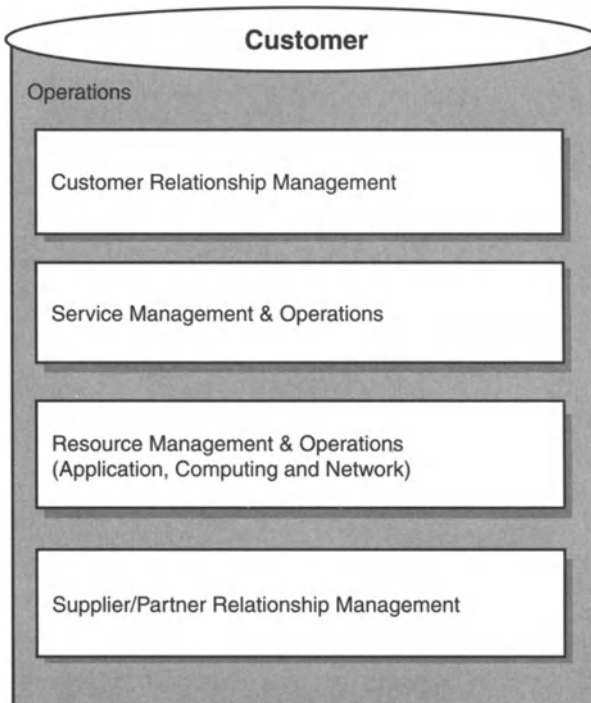 Customer
Operations
Customer Relationship Management
Service Management & Operations
Resource Management & Operations
(Application, Computing and Network)
Supplier/Partner Relationship Management